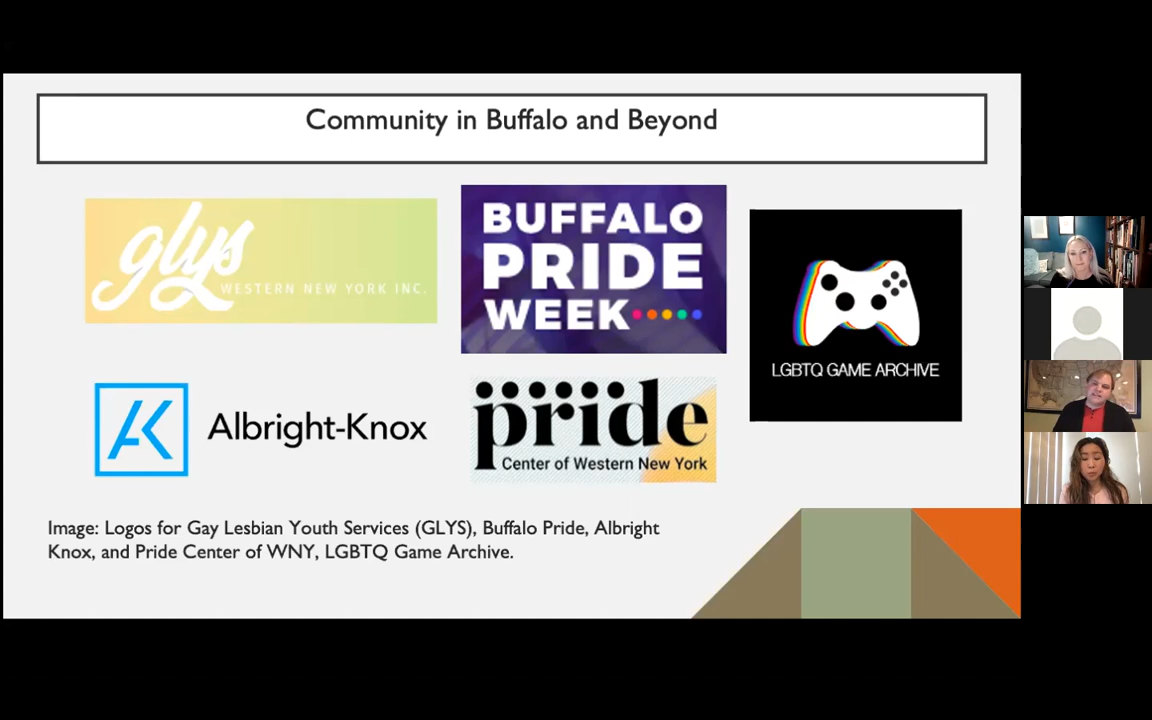 Community in Buffalo and Beyond
glys
WESTERN NEW YORK INC.
BUFFALO
PRIDE
WEEK
LGBTQ GAME ARCHIVE
AK
Albright-Knox
pride
Center of Western New York
Image: Logos for Gay Lesbian Youth Services (GLYS), Buffalo Pride, Albright
Knox, and Pride Center of WNY, LGBTQ Game Archive.